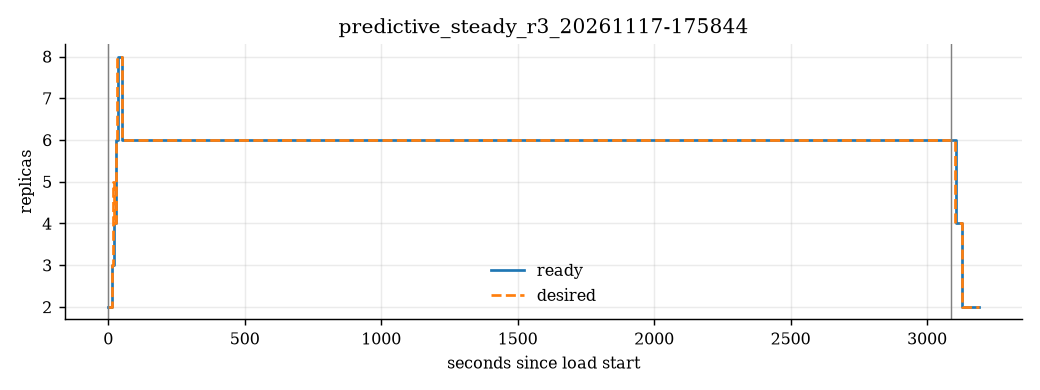 predictive_steady_r3_20261117-175844
8
7
6
5
4
3
2
replicas
ready
desired
0 500 1000 1500 2000 2500 3000
seconds since load start